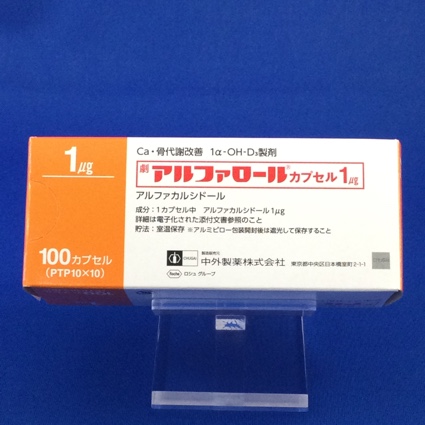 1μg
100カプセル
(PTP10×10)
Ca・骨代謝改善 1α-OH-D₃製剤
劇 アルファロール®カプセル1μg
アルファカルシドール
成分：1カプセル中 アルファカルシドール1μg
詳細は電子化された添付文書参照のこと
貯法：室温保存 ※アルミピロー包装開封後は遮光して保存すること
製造販売元
中外製薬株式会社 東京都中央区日本橋室町2-1-1
Roche ロシュ グループ